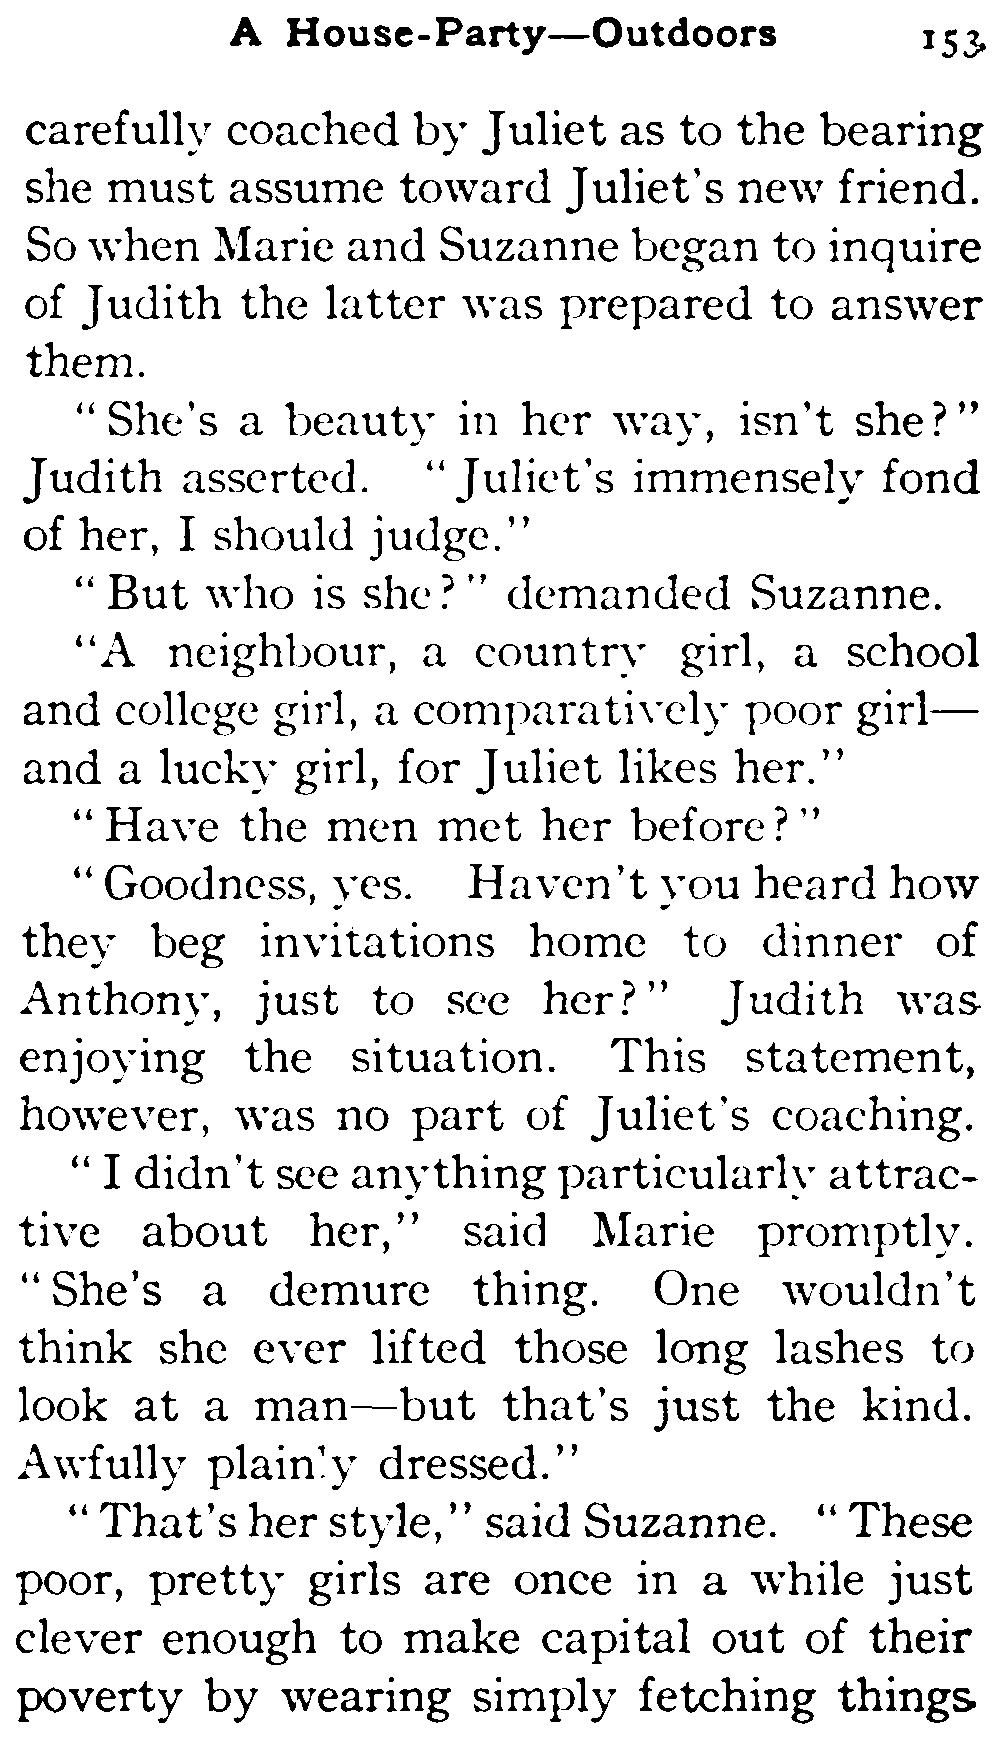 A House-Party—Outdoors 153
carefully coached by Juliet as to the bearing
she must assume toward Juliet's new friend.
So when Marie and Suzanne began to inquire
of Judith the latter was prepared to answer
them.
"She's a beauty in her way, isn't she?"
Judith asserted. "Juliet's immensely fond
of her, I should judge."
"But who is she?" demanded Suzanne.
"A neighbour, a country girl, a school
and college girl, a comparatively poor girl—
and a lucky girl, for Juliet likes her."
"Have the men met her before?"
"Goodness, yes. Haven't you heard how
they beg invitations home to dinner of
Anthony, just to see her?" Judith was
enjoying the situation. This statement,
however, was no part of Juliet's coaching.
"I didn't see anything particularly attrac-
tive about her," said Marie promptly.
"She's a demure thing. One wouldn't
think she ever lifted those long lashes to
look at a man—but that's just the kind.
Awfully plainly dressed."
"That's her style," said Suzanne. "These
poor, pretty girls are once in a while just
clever enough to make capital out of their
poverty by wearing simply fetching things